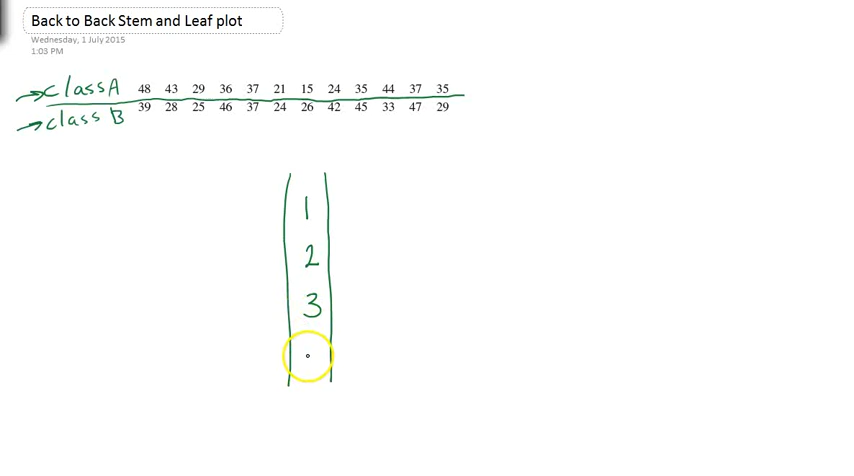 Back to Back Stem and Leaf plot
Wednesday, 1 July 2015
1:03 PM
class A 48 43 29 36 37 21 15 24 35 44 37 35
class B 39 28 25 46 37 24 26 42 45 33 47 29
1
2
3